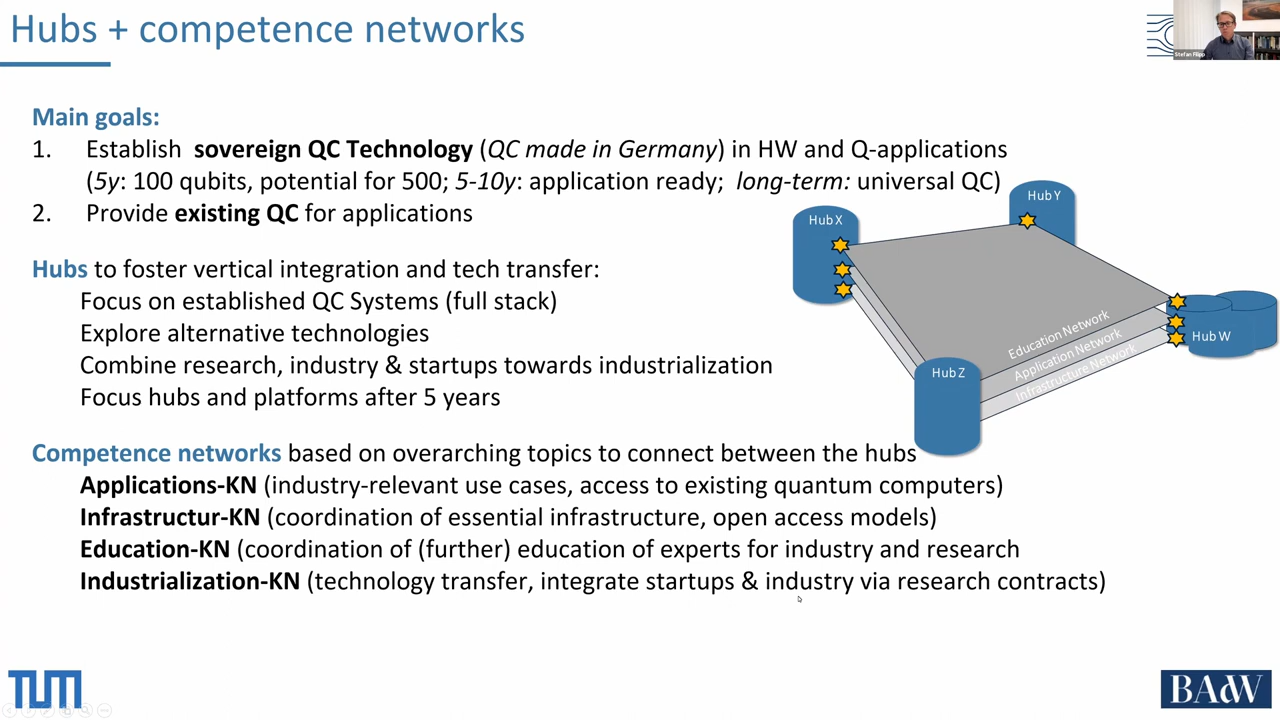 Hubs + competence networks
Stefan Filipp
Main goals:
1. Establish sovereign QC Technology (QC made in Germany) in HW and Q-applications
(5y: 100 qubits, potential for 500; 5-10y: application ready; long-term: universal QC)
2. Provide existing QC for applications
Hubs to foster vertical integration and tech transfer:
Focus on established QC Systems (full stack)
Explore alternative technologies
Combine research, industry & startups towards industrialization
Focus hubs and platforms after 5 years
Hub X
Hub Y
Hub Z
Hub W
Education Network
Application Network
Infrastructure Network
Competence networks based on overarching topics to connect between the hubs
Applications-KN (industry-relevant use cases, access to existing quantum computers)
Infrastructur-KN (coordination of essential infrastructure, open access models)
Education-KN (coordination of (further) education of experts for industry and research
Industrialization-KN (technology transfer, integrate startups & industry via research contracts)
TUM
BAdW